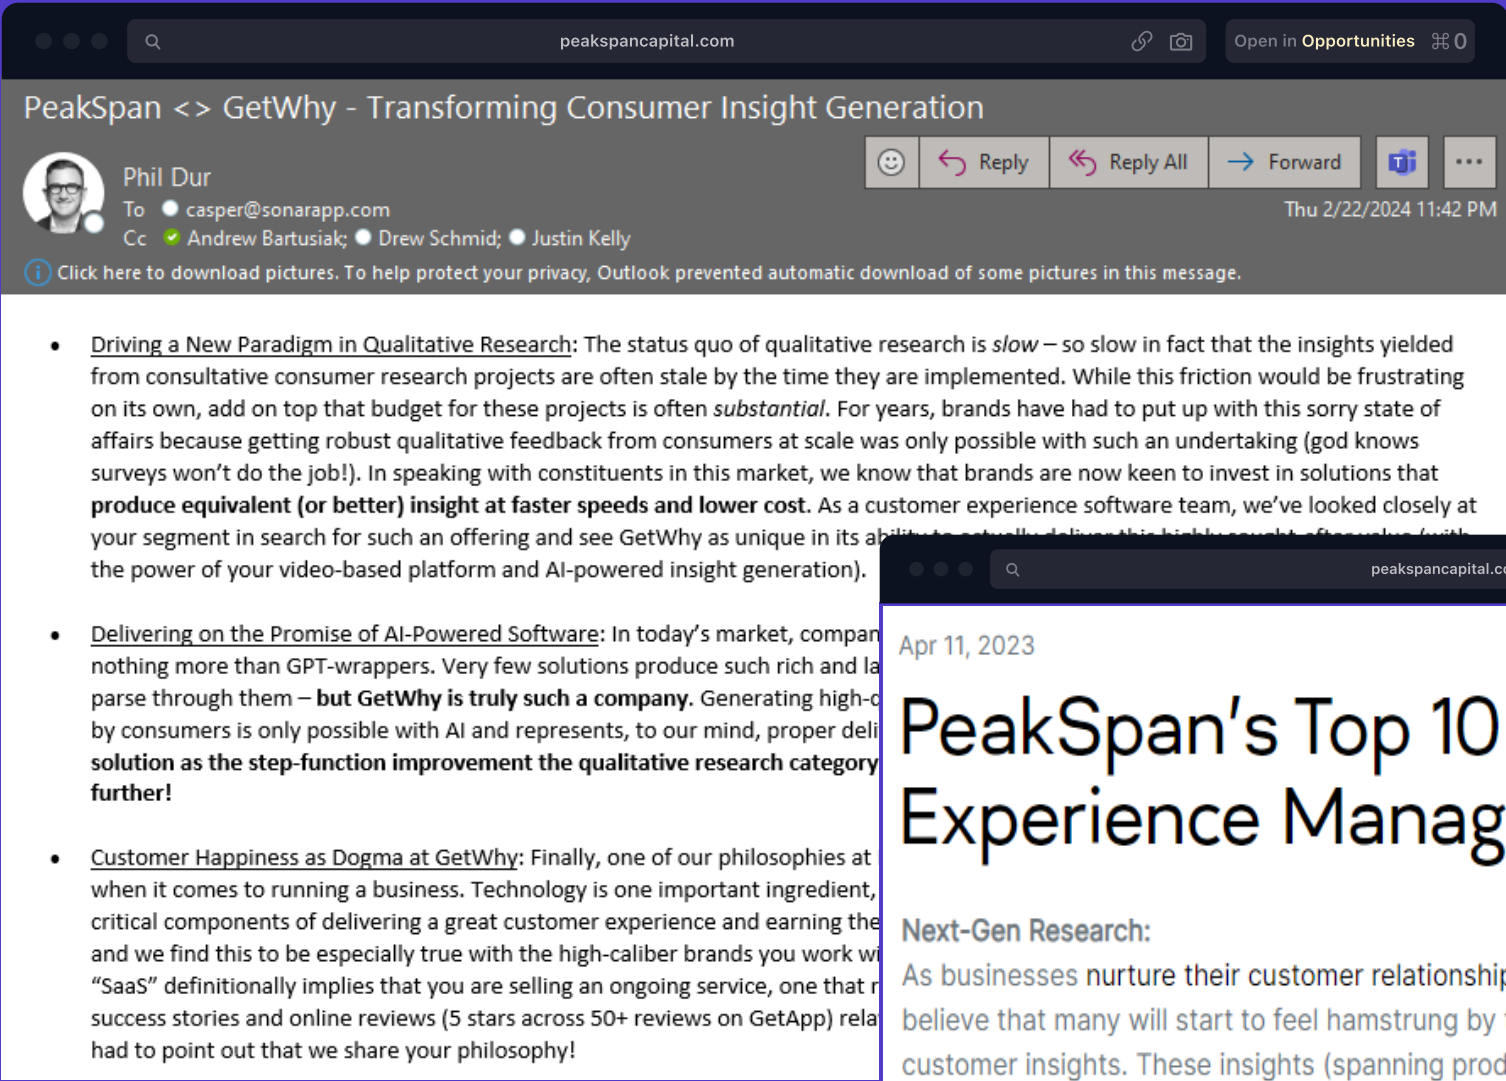 peakspancapital.com
Open in Opportunities ⌘O
PeakSpan <> GetWhy - Transforming Consumer Insight Generation
Reply
Reply All
Forward
Phil Dur
To casper@sonarapp.com
Thu 2/22/2024 11:42 PM
Cc Andrew Bartusiak; Drew Schmid; Justin Kelly
Click here to download pictures. To help protect your privacy, Outlook prevented automatic download of some pictures in this message.
• Driving a New Paradigm in Qualitative Research: The status quo of qualitative research is slow – so slow in fact that the insights yielded
from consultative consumer research projects are often stale by the time they are implemented. While this friction would be frustrating
on its own, add on top that budget for these projects is often substantial. For years, brands have had to put up with this sorry state of
affairs because getting robust qualitative feedback from consumers at scale was only possible with such an undertaking (god knows
surveys won't do the job!). In speaking with constituents in this market, we know that brands are now keen to invest in solutions that
produce equivalent (or better) insight at faster speeds and lower cost. As a customer experience software team, we've looked closely at
your segment in search for such an offering and see GetWhy as unique in its ability to actually deliver this highly sought-after value (with
the power of your video-based platform and AI-powered insight generation).
• Delivering on the Promise of AI-Powered Software: In today's market, compan
nothing more than GPT-wrappers. Very few solutions produce such rich and la
parse through them – but GetWhy is truly such a company. Generating high-
by consumers is only possible with AI and represents, to our mind, proper deli
solution as the step-function improvement the qualitative research category
further!
• Customer Happiness as Dogma at GetWhy: Finally, one of our philosophies at
when it comes to running a business. Technology is one important ingredient,
critical components of delivering a great customer experience and earning the
and we find this to be especially true with the high-caliber brands you work wi
"SaaS" definitionally implies that you are selling an ongoing service, one that
success stories and online reviews (5 stars across 50+ reviews on GetApp) rela
had to point out that we share your philosophy!
peakspancapital.co
Apr 11, 2023
PeakSpan's Top 10
Experience Manag
Next-Gen Research:
As businesses nurture their customer relationship
believe that many will start to feel hamstrung by
customer insights. These insights (spanning prod